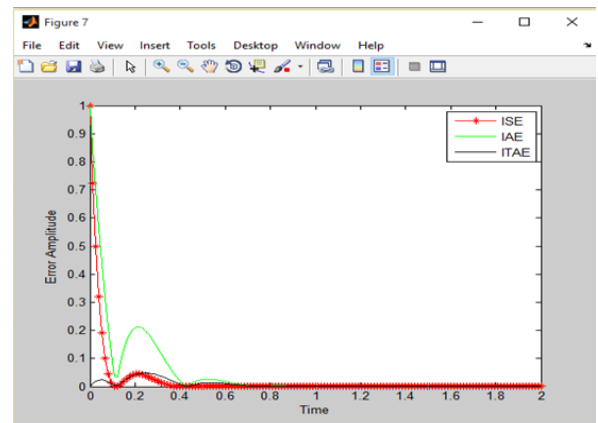 Figure 7
File Edit View Insert Tools Desktop Window Help
1
0.9
0.8
0.7
0.6
0.5
0.4
0.3
0.2
0.1
0
Error Amplitude
ISE
IAE
ITAE
0 0.2 0.4 0.6 0.8 1 1.2 1.4 1.6 1.8 2
Time